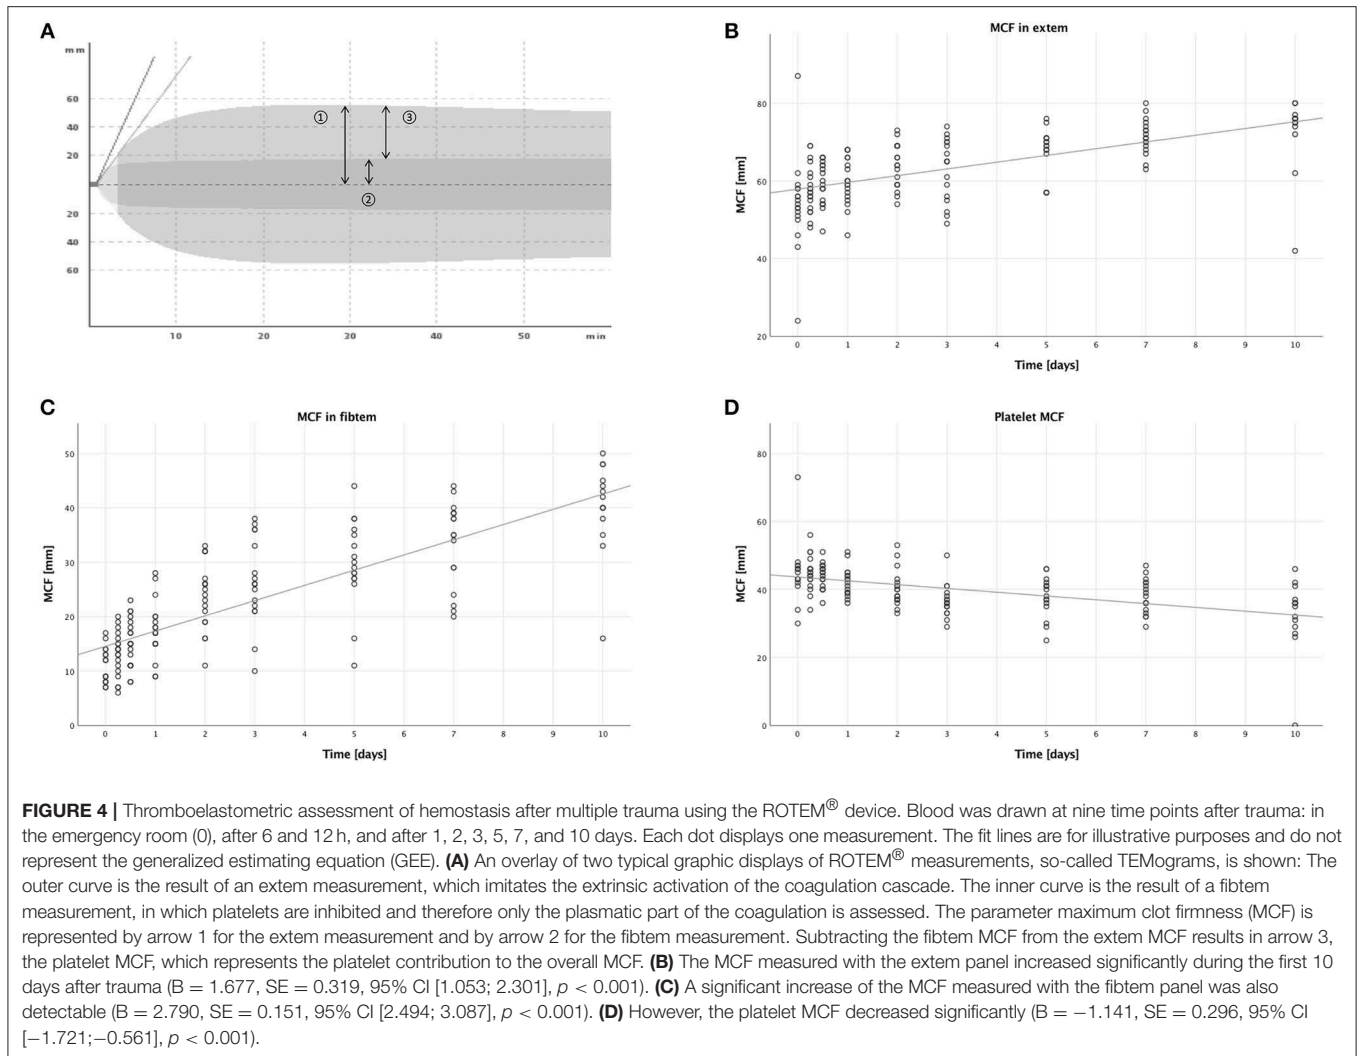 A
mm
60
40
20
0
20
40
60
10 20 30 40 50 min
① ③
②
B
MCF in extem
MCF [mm]
80
60
40
20
0 1 2 3 4 5 6 7 8 9 10
Time [days]
C
MCF in fibtem
MCF [mm]
50
40
30
20
10
0
0 1 2 3 4 5 6 7 8 9 10
Time [days]
D
Platelet MCF
MCF [mm]
80
60
40
20
0
0 1 2 3 4 5 6 7 8 9 10
Time [days]
FIGURE 4 | Thromboelastometric assessment of hemostasis after multiple trauma using the ROTEM® device. Blood was drawn at nine time points after trauma: in
the emergency room (0), after 6 and 12 h, and after 1, 2, 3, 5, 7, and 10 days. Each dot displays one measurement. The fit lines are for illustrative purposes and do not
represent the generalized estimating equation (GEE). (A) An overlay of two typical graphic displays of ROTEM® measurements, so-called TEMograms, is shown: The
outer curve is the result of an extem measurement, which imitates the extrinsic activation of the coagulation cascade. The inner curve is the result of a fibtem
measurement, in which platelets are inhibited and therefore only the plasmatic part of the coagulation is assessed. The parameter maximum clot firmness (MCF) is
represented by arrow 1 for the extem measurement and by arrow 2 for the fibtem measurement. Subtracting the fibtem MCF from the extem MCF results in arrow 3,
the platelet MCF, which represents the platelet contribution to the overall MCF. (B) The MCF measured with the extem panel increased significantly during the first 10
days after trauma (B = 1.677, SE = 0.319, 95% CI [1.053; 2.301], p < 0.001). (C) A significant increase of the MCF measured with the fibtem panel was also
detectable (B = 2.790, SE = 0.151, 95% CI [2.494; 3.087], p < 0.001). (D) However, the platelet MCF decreased significantly (B = −1.141, SE = 0.296, 95% CI
[−1.721;−0.561], p < 0.001).